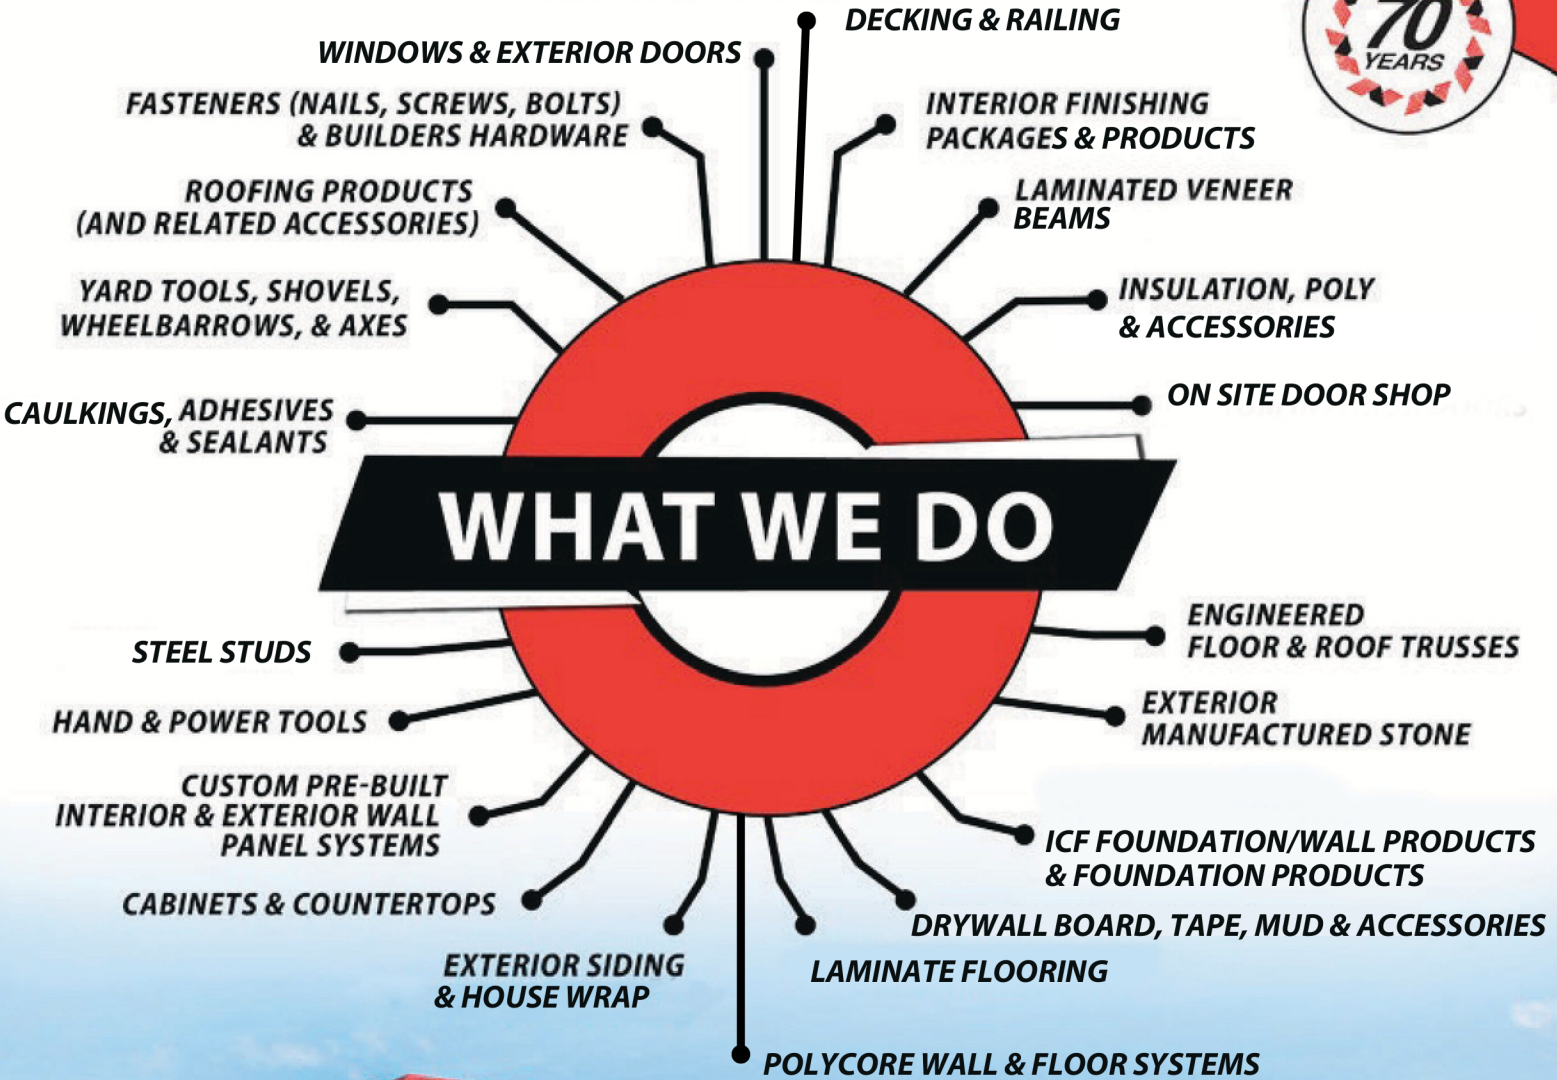 DECKING & RAILING
70
YEARS
WINDOWS & EXTERIOR DOORS
FASTENERS (NAILS, SCREWS, BOLTS)
& BUILDERS HARDWARE
INTERIOR FINISHING
PACKAGES & PRODUCTS
ROOFING PRODUCTS
(AND RELATED ACCESSORIES)
LAMINATED VENEER
BEAMS
YARD TOOLS, SHOVELS,
WHEELBARROWS, & AXES
INSULATION, POLY
& ACCESSORIES
CAULKINGS, ADHESIVES
& SEALANTS
ON SITE DOOR SHOP
WHAT WE DO
STEEL STUDS
ENGINEERED
FLOOR & ROOF TRUSSES
HAND & POWER TOOLS
EXTERIOR
MANUFACTURED STONE
CUSTOM PRE-BUILT
INTERIOR & EXTERIOR WALL
PANEL SYSTEMS
ICF FOUNDATION/WALL PRODUCTS
& FOUNDATION PRODUCTS
CABINETS & COUNTERTOPS
DRYWALL BOARD, TAPE, MUD & ACCESSORIES
EXTERIOR SIDING
& HOUSE WRAP
LAMINATE FLOORING
POLYCORE WALL & FLOOR SYSTEMS